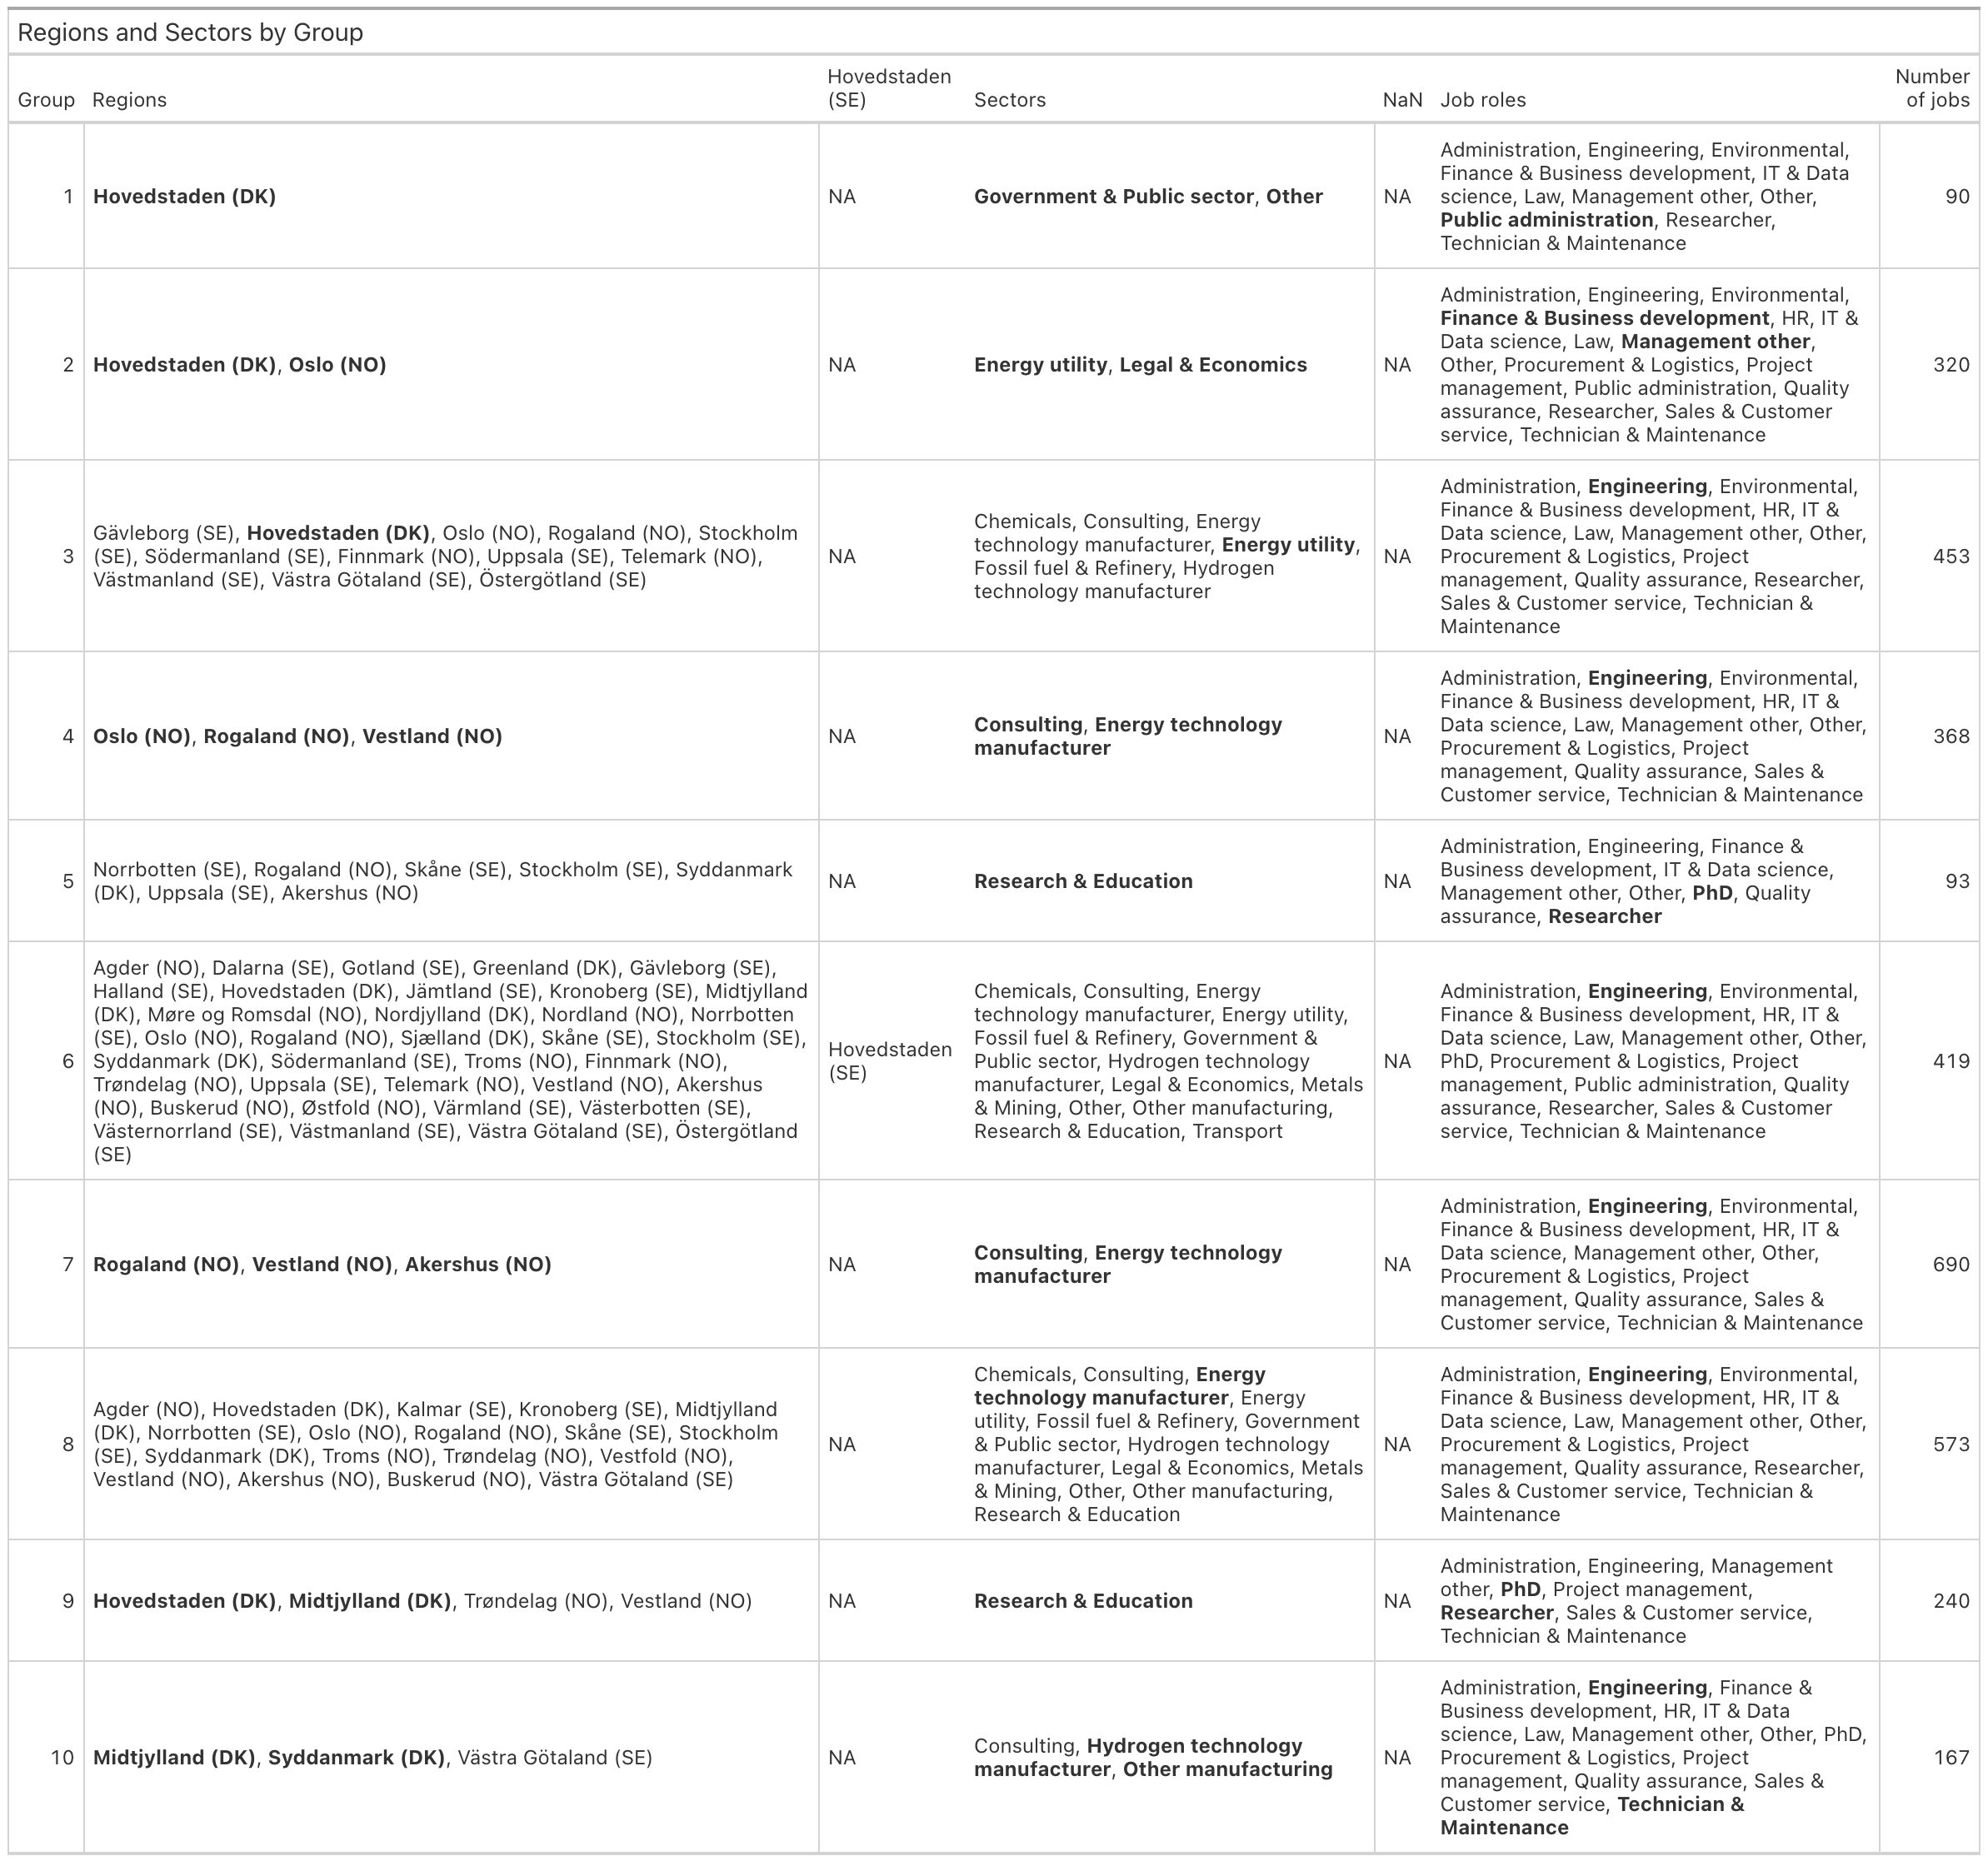 Regions and Sectors by Group
Group Regions Hovedstaden (SE) Sectors NaN Job roles Number of jobs
1
Hovedstaden (DK)
NA
Government & Public sector, Other
NA
Administration, Engineering, Environmental,
Finance & Business development, IT & Data
science, Law, Management other, Other,
Public administration, Researcher,
Technician & Maintenance
90
2
Hovedstaden (DK), Oslo (NO)
NA
Energy utility, Legal & Economics
NA
Administration, Engineering, Environmental,
Finance & Business development, HR, IT &
Data science, Law, Management other,
Other, Procurement & Logistics, Project
management, Public administration, Quality
assurance, Researcher, Sales & Customer
service, Technician & Maintenance
320
3
Gävleborg (SE), Hovedstaden (DK), Oslo (NO), Rogaland (NO), Stockholm
(SE), Södermanland (SE), Finnmark (NO), Uppsala (SE), Telemark (NO),
Västmanland (SE), Västra Götaland (SE), Östergötland (SE)
NA
Chemicals, Consulting, Energy
technology manufacturer, Energy utility,
Fossil fuel & Refinery, Hydrogen
technology manufacturer
NA
Administration, Engineering, Environmental,
Finance & Business development, HR, IT &
Data science, Law, Management other, Other,
Procurement & Logistics, Project
management, Quality assurance, Researcher,
Sales & Customer service, Technician &
Maintenance
453
4
Oslo (NO), Rogaland (NO), Vestland (NO)
NA
Consulting, Energy technology
manufacturer
NA
Administration, Engineering, Environmental,
Finance & Business development, HR, IT &
Data science, Law, Management other, Other,
Procurement & Logistics, Project
management, Quality assurance, Sales &
Customer service, Technician & Maintenance
368
5
Norrbotten (SE), Rogaland (NO), Skåne (SE), Stockholm (SE), Syddanmark
(DK), Uppsala (SE), Akershus (NO)
NA
Research & Education
NA
Administration, Engineering, Finance &
Business development, IT & Data science,
Management other, Other, PhD, Quality
assurance, Researcher
93
6
Agder (NO), Dalarna (SE), Gotland (SE), Greenland (DK), Gävleborg (SE),
Halland (SE), Hovedstaden (DK), Jämtland (SE), Kronoberg (SE), Midtjylland
(DK), Møre og Romsdal (NO), Nordjylland (DK), Nordland (NO), Norrbotten
(SE), Oslo (NO), Rogaland (NO), Sjælland (DK), Skåne (SE), Stockholm (SE),
Syddanmark (DK), Södermanland (SE), Troms (NO), Finnmark (NO),
Trøndelag (NO), Uppsala (SE), Telemark (NO), Vestland (NO), Akershus
(NO), Buskerud (NO), Østfold (NO), Värmland (SE), Västerbotten (SE),
Västernorrland (SE), Västmanland (SE), Västra Götaland (SE), Östergötland
(SE)
Hovedstaden
(SE)
Chemicals, Consulting, Energy
technology manufacturer, Energy utility,
Fossil fuel & Refinery, Government &
Public sector, Hydrogen technology
manufacturer, Legal & Economics, Metals
& Mining, Other, Other manufacturing,
Research & Education, Transport
NA
Administration, Engineering, Environmental,
Finance & Business development, HR, IT &
Data science, Law, Management other, Other,
PhD, Procurement & Logistics, Project
management, Public administration, Quality
assurance, Researcher, Sales & Customer
service, Technician & Maintenance
419
7
Rogaland (NO), Vestland (NO), Akershus (NO)
NA
Consulting, Energy technology
manufacturer
NA
Administration, Engineering, Environmental,
Finance & Business development, HR, IT &
Data science, Management other, Other,
Procurement & Logistics, Project
management, Quality assurance, Sales &
Customer service, Technician & Maintenance
690
8
Agder (NO), Hovedstaden (DK), Kalmar (SE), Kronoberg (SE), Midtjylland
(DK), Norrbotten (SE), Oslo (NO), Rogaland (NO), Skåne (SE), Stockholm
(SE), Syddanmark (DK), Troms (NO), Trøndelag (NO), Vestfold (NO),
Vestland (NO), Akershus (NO), Buskerud (NO), Västra Götaland (SE)
NA
Chemicals, Consulting, Energy
technology manufacturer, Energy
utility, Fossil fuel & Refinery, Government
& Public sector, Hydrogen technology
manufacturer, Legal & Economics, Metals
& Mining, Other, Other manufacturing,
Research & Education
NA
Administration, Engineering, Environmental,
Finance & Business development, HR, IT &
Data science, Law, Management other, Other,
Procurement & Logistics, Project
management, Quality assurance, Researcher,
Sales & Customer service, Technician &
Maintenance
573
9
Hovedstaden (DK), Midtjylland (DK), Trøndelag (NO), Vestland (NO)
NA
Research & Education
NA
Administration, Engineering, Management
other, PhD, Project management,
Researcher, Sales & Customer service,
Technician & Maintenance
240
10
Midtjylland (DK), Syddanmark (DK), Västra Götaland (SE)
NA
Consulting, Hydrogen technology
manufacturer, Other manufacturing
NA
Administration, Engineering, Finance &
Business development, HR, IT & Data
science, Law, Management other, Other, PhD,
Procurement & Logistics, Project
management, Quality assurance, Sales &
Customer service, Technician &
Maintenance
167